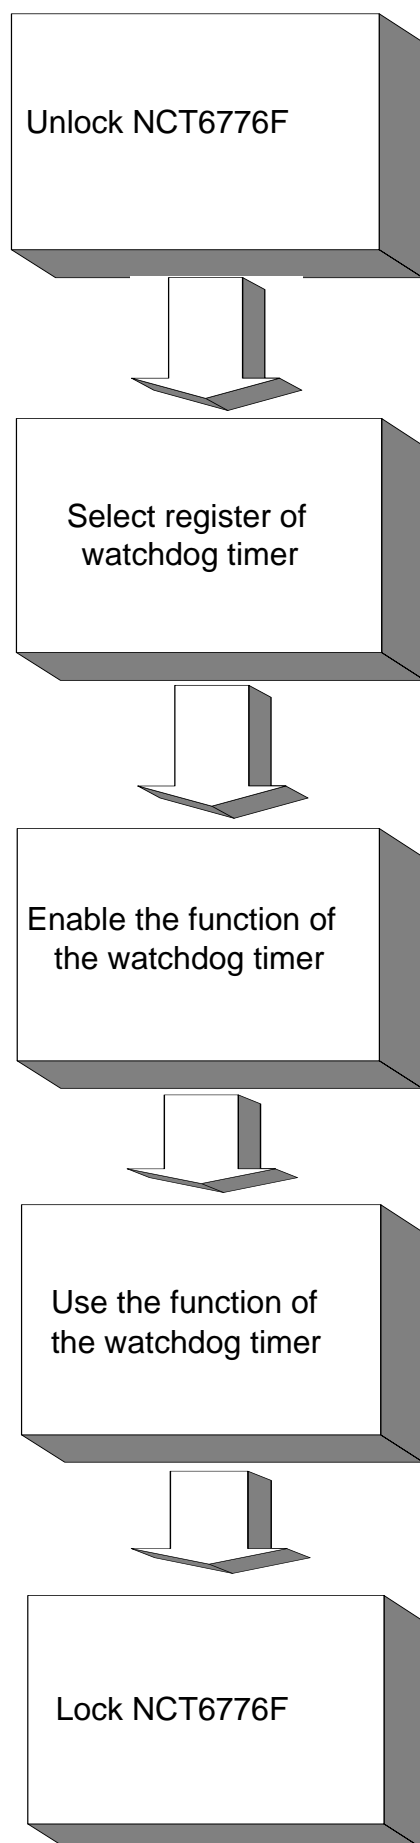 Unlock NCT6776F
Select register of
watchdog timer
Enable the function of
the watchdog timer
Use the function of
the watchdog timer
Lock NCT6776F